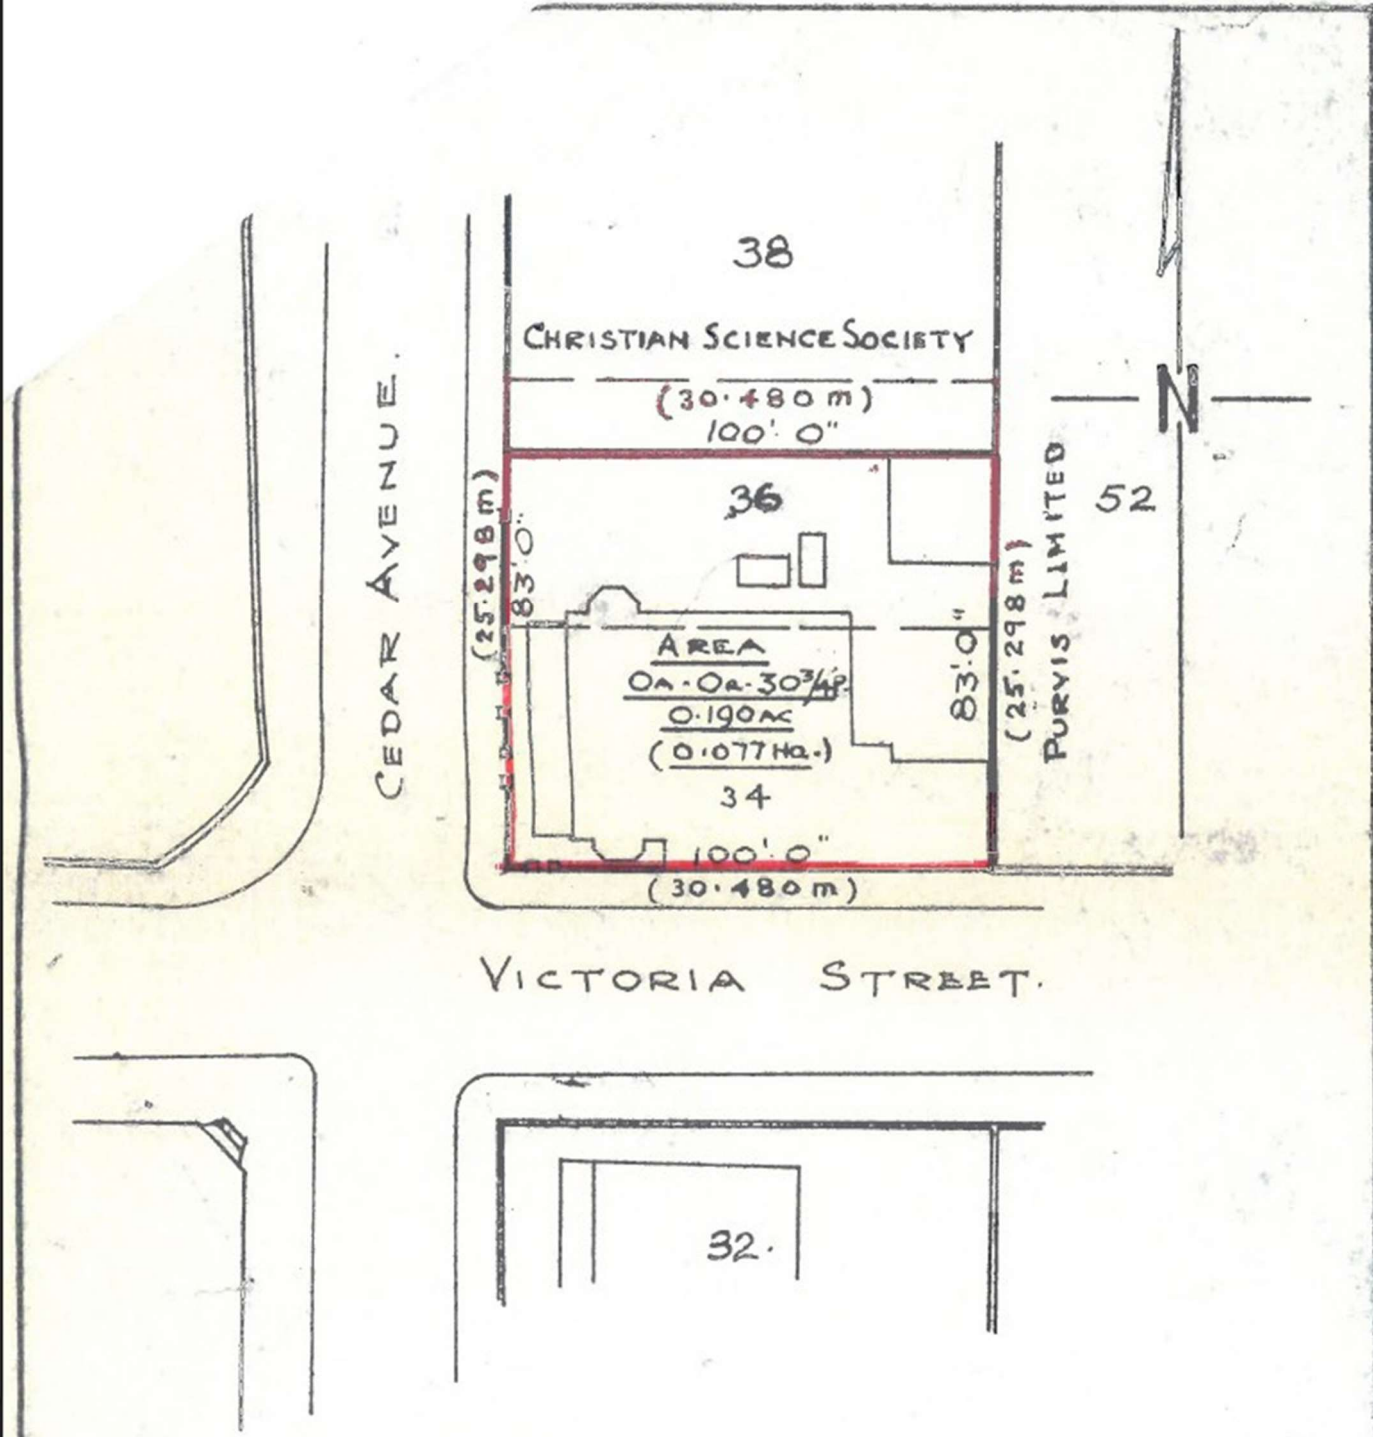 38
CHRISTIAN SCIENCE SOCIETY
(30.480 m)
100'. 0"
N
CEDAR AVENUE.
(25.298 m)
83'. 0"
36
AREA
0A.0R.30 3/4P.
0.190 AC
(0.077 Ha.)
34
83'.0"
(25.298 m)
PURVIS LIMITED
52
100'. 0"
(30.480 m)
VICTORIA STREET.
32.